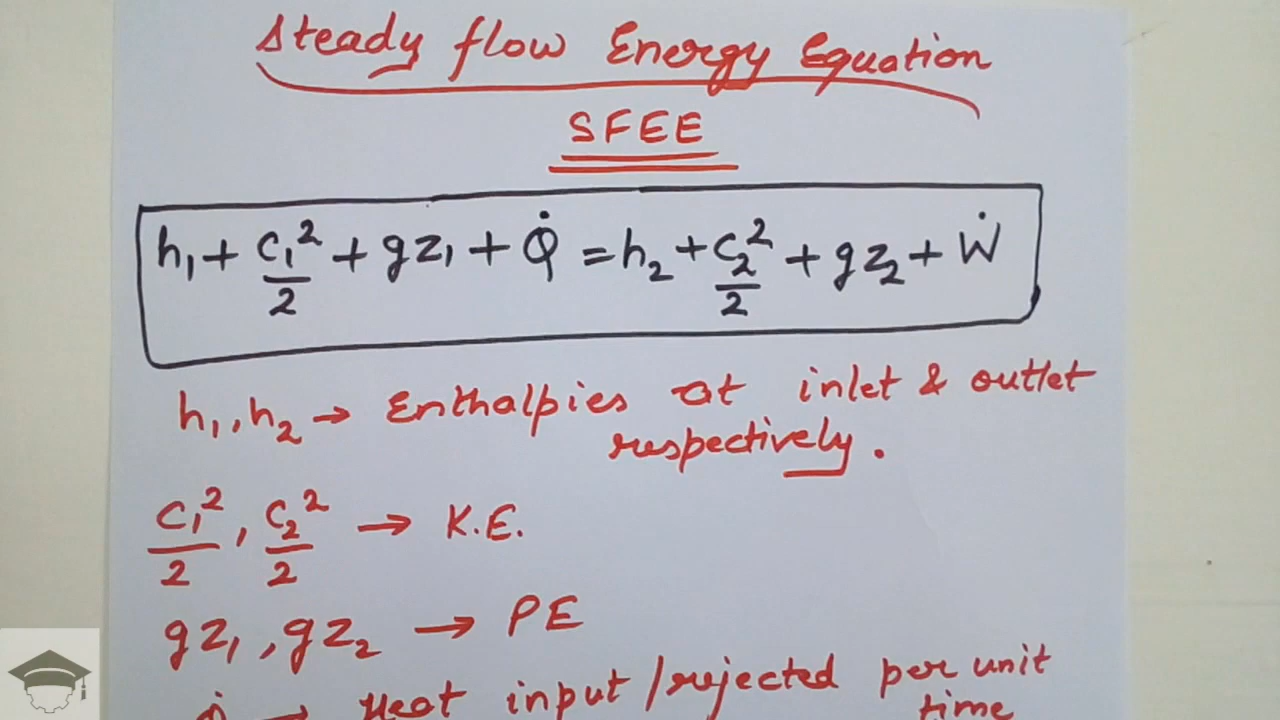 Steady flow Energy Equation
SFEE
h₁ + c₁²/2 + gz₁ + Q̇ = h₂ + c₂²/2 + gz₂ + Ẇ
h₁, h₂ → Enthalpies at inlet & outlet
respectively.
c₁²/2, c₂²/2 → K.E.
gz₁, gz₂ → PE
→ Heat input/rejected per unit
time